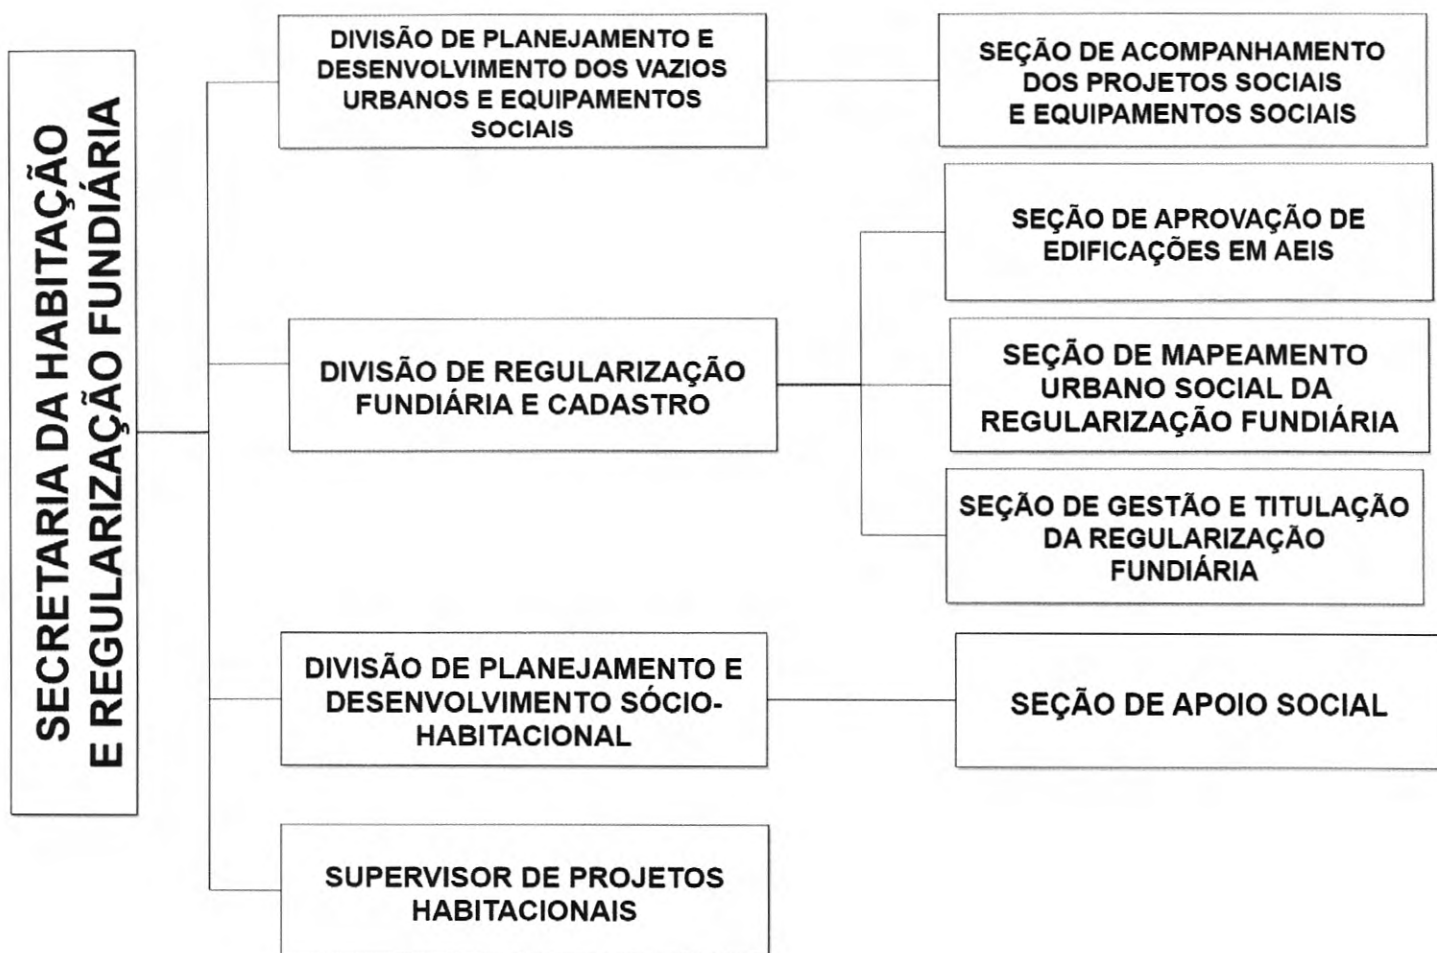 SECRETARIA DA HABITAÇÃO
E REGULARIZAÇÃO FUNDIÁRIA
DIVISÃO DE PLANEJAMENTO E
DESENVOLVIMENTO DOS VAZIOS
URBANOS E EQUIPAMENTOS
SOCIAIS
SEÇÃO DE ACOMPANHAMENTO
DOS PROJETOS SOCIAIS
E EQUIPAMENTOS SOCIAIS
DIVISÃO DE REGULARIZAÇÃO
FUNDIÁRIA E CADASTRO
SEÇÃO DE APROVAÇÃO DE
EDIFICAÇÕES EM AEIS
SEÇÃO DE MAPEAMENTO
URBANO SOCIAL DA
REGULARIZAÇÃO FUNDIÁRIA
SEÇÃO DE GESTÃO E TITULAÇÃO
DA REGULARIZAÇÃO
FUNDIÁRIA
DIVISÃO DE PLANEJAMENTO E
DESENVOLVIMENTO SÓCIO-
HABITACIONAL
SEÇÃO DE APOIO SOCIAL
SUPERVISOR DE PROJETOS
HABITACIONAIS